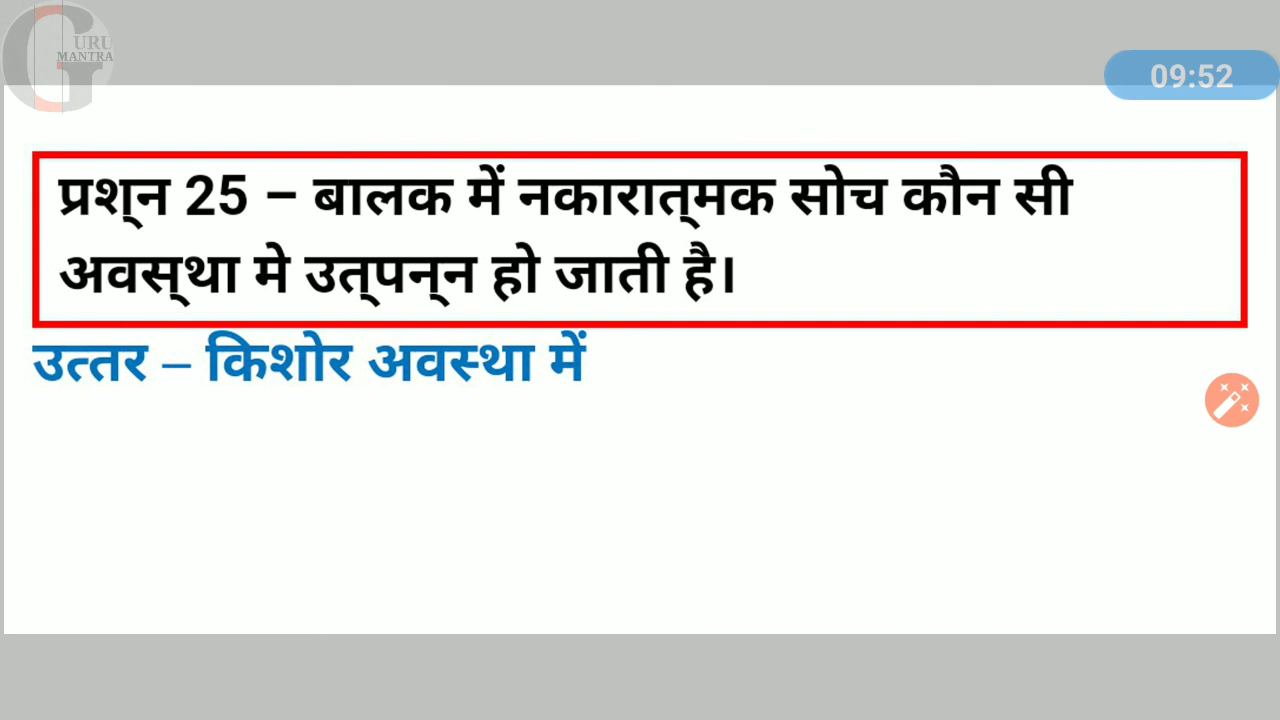 GURU
MANTRA
09:52
प्रश्‌न 25 – बालक में नकारात्‌मक सोच कौन सी
अवस्‌था मे उत्‌पन्‌न हो जाती है।
उत्तर – किशोर अवस्था में